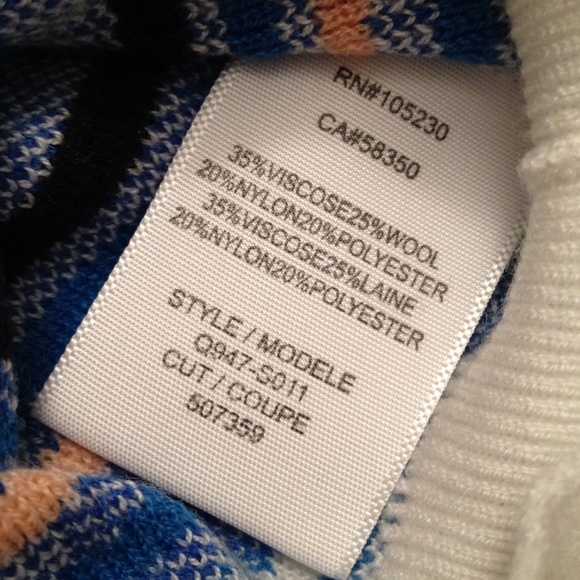 RN#105230
CA#58350
35%VISCOSE25%WOOL
20%NYLON20%POLYESTER
35%VISCOSE25%LAINE
20%NYLON20%POLYESTER
STYLE / MODELE
Q947-S011
CUT / COUPE
507359